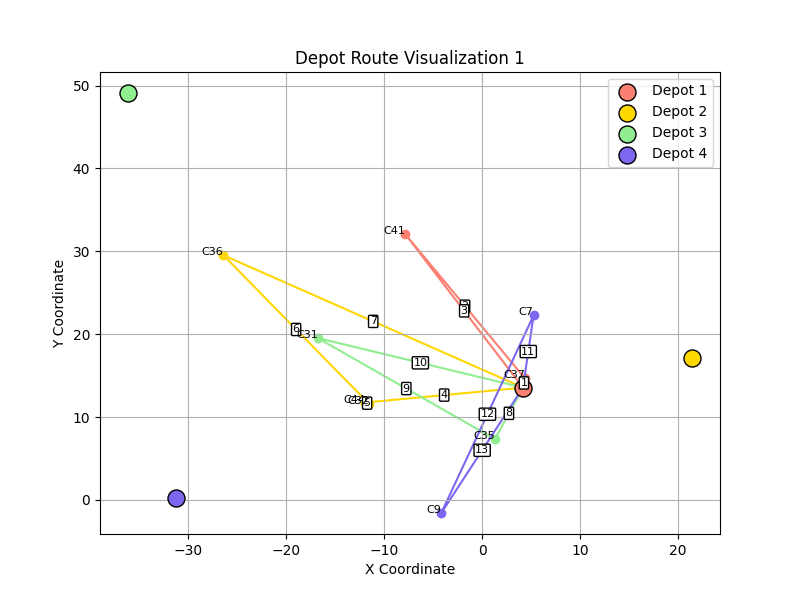 Depot Route Visualization 1
Depot 1
Depot 2
Depot 3
Depot 4
Y Coordinate
50
40
30
20
10
0
C41
C36
C7
C31
C37
C35
C9
3
7
6
11
10
1
9
4
5
8
12
13
−30
−20
−10
0
10
20
X Coordinate